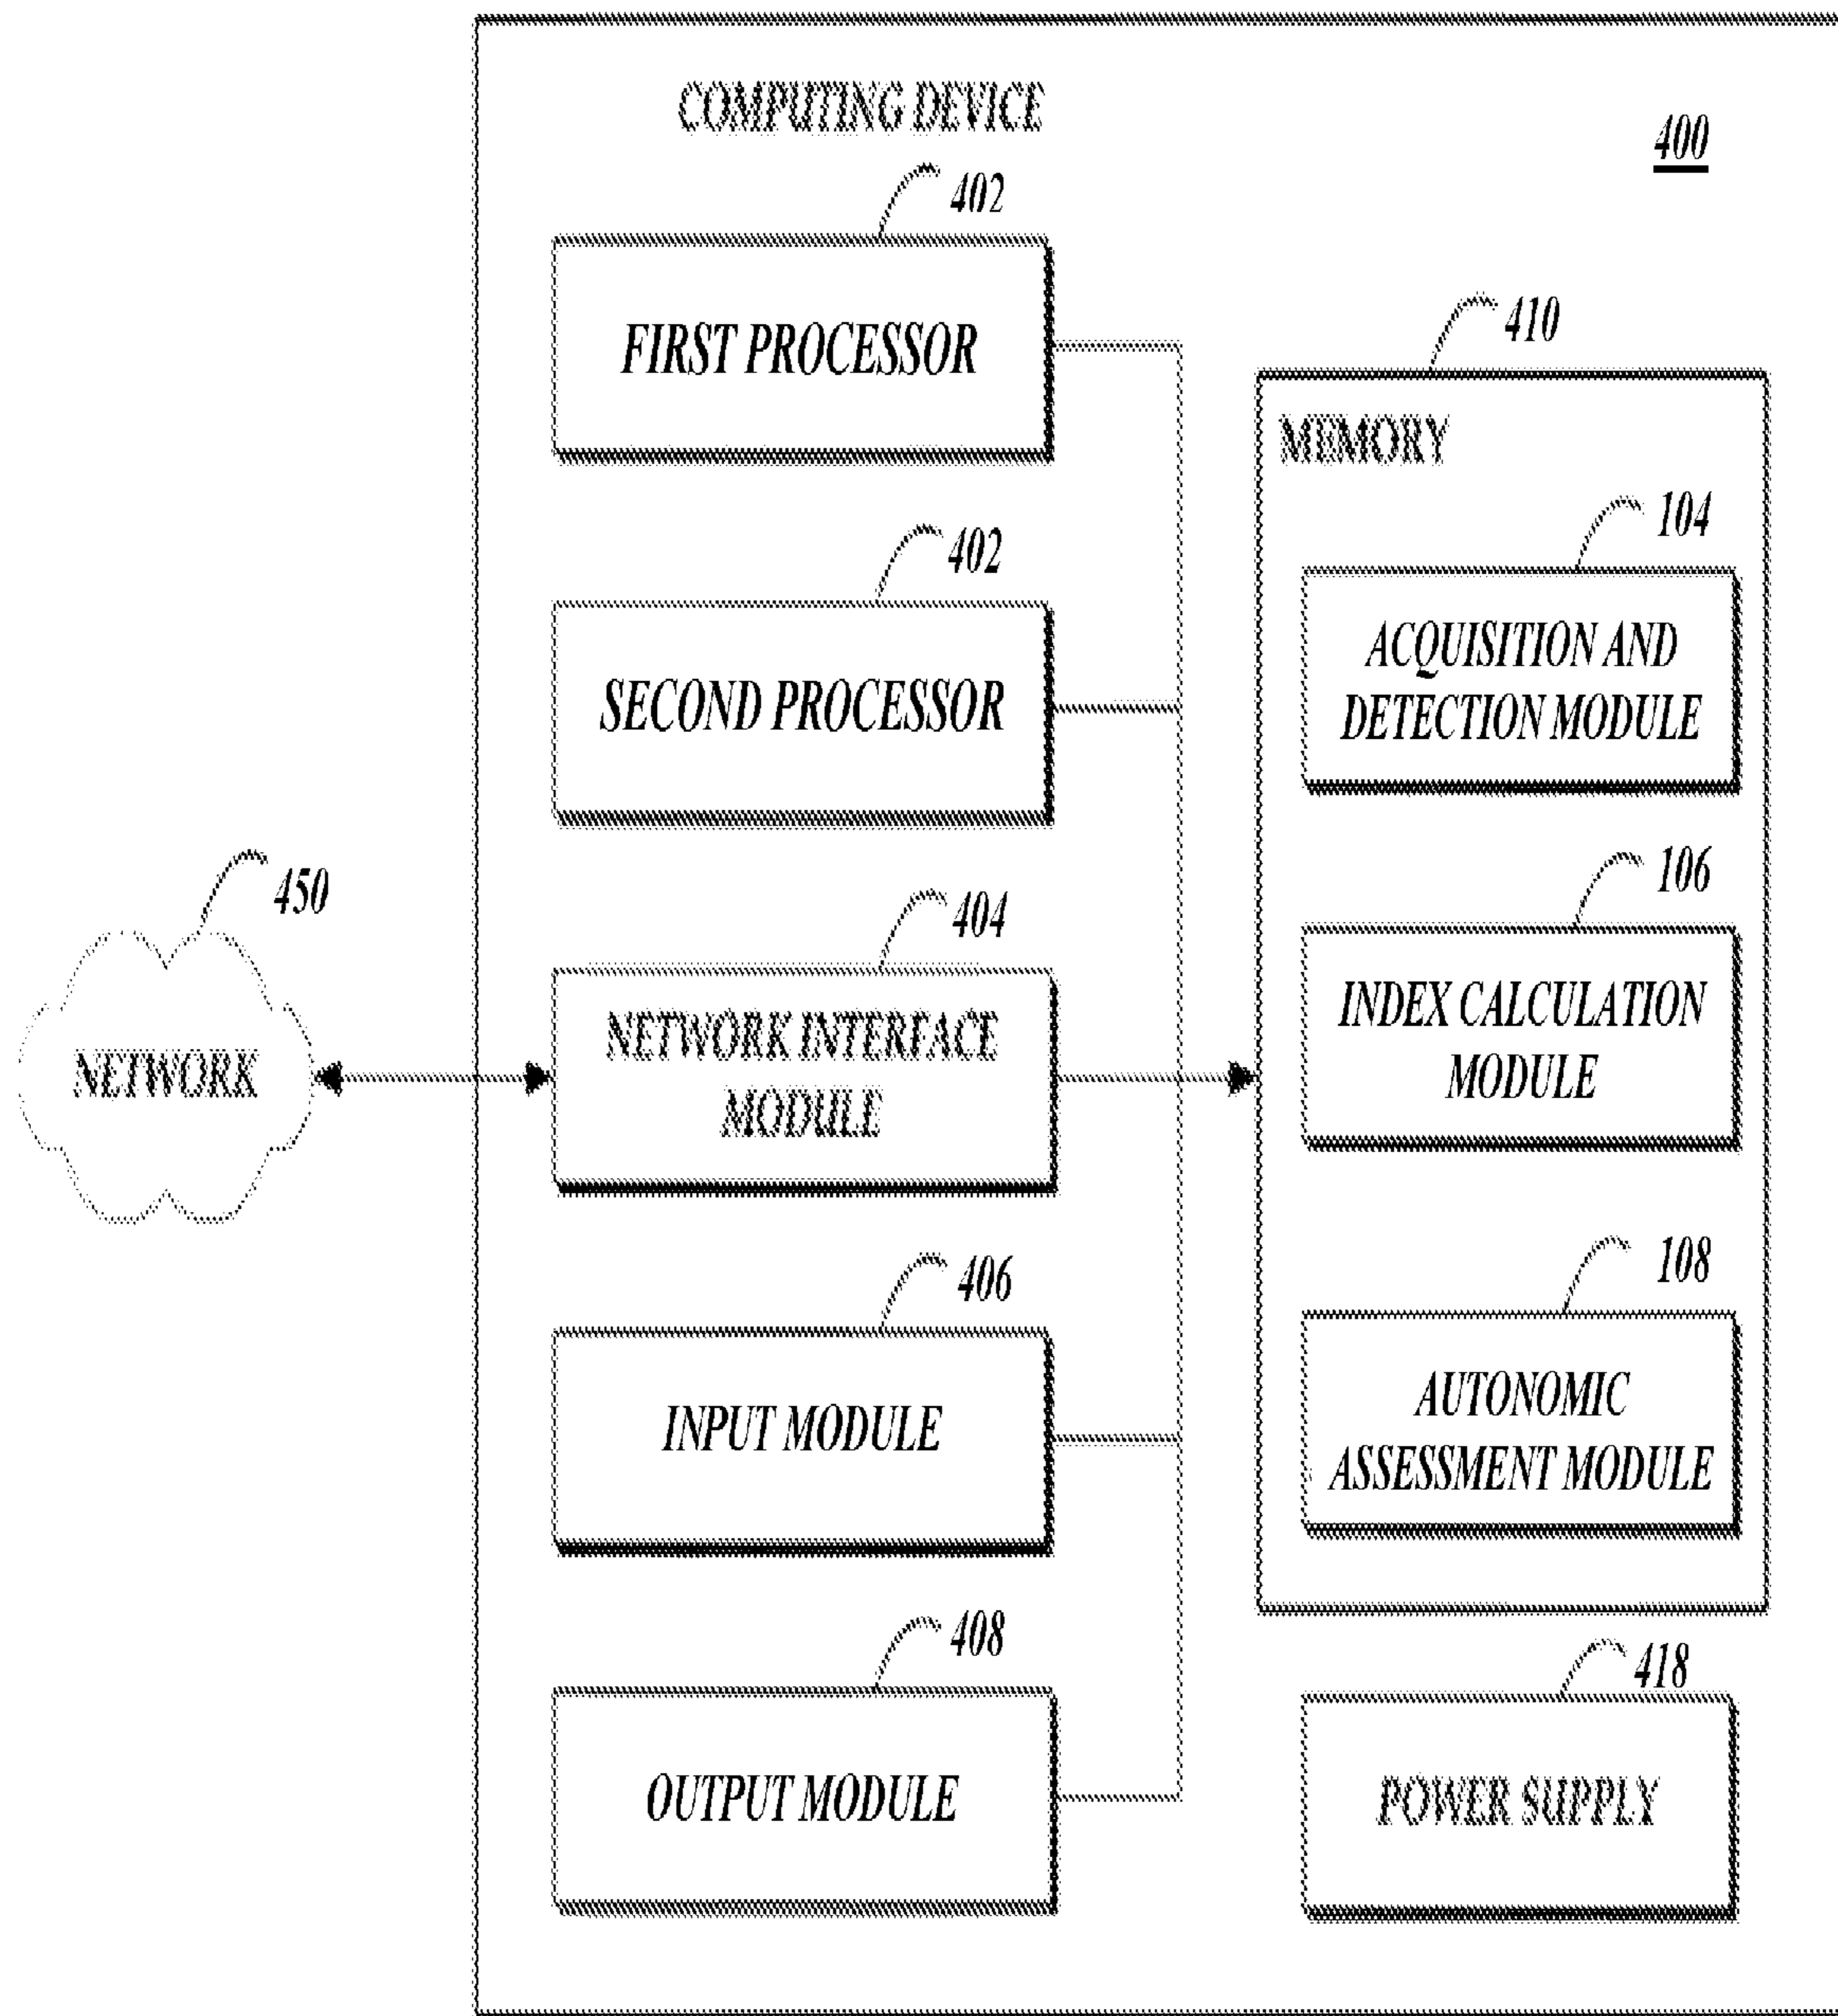 COMPUTING DEVICE
400
402
FIRST PROCESSOR
402
SECOND PROCESSOR
450
NETWORK
404
NETWORK INTERFACE
MODULE
406
INPUT MODULE
408
OUTPUT MODULE
410
MEMORY
104
ACQUISITION AND
DETECTION MODULE
106
INDEX CALCULATION
MODULE
108
AUTONOMIC
ASSESSMENT MODULE
418
POWER SUPPLY